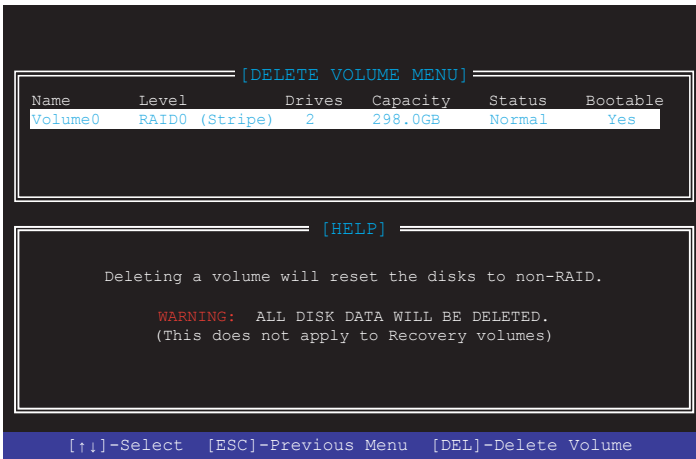 [DELETE VOLUME MENU]
Name Level Drives Capacity Status Bootable
Volume0 RAID0 (Stripe) 2 298.0GB Normal Yes
[HELP]
Deleting a volume will reset the disks to non-RAID.
WARNING: ALL DISK DATA WILL BE DELETED.
(This does not apply to Recovery volumes)
[↑↓]-Select [ESC]-Previous Menu [DEL]-Delete Volume